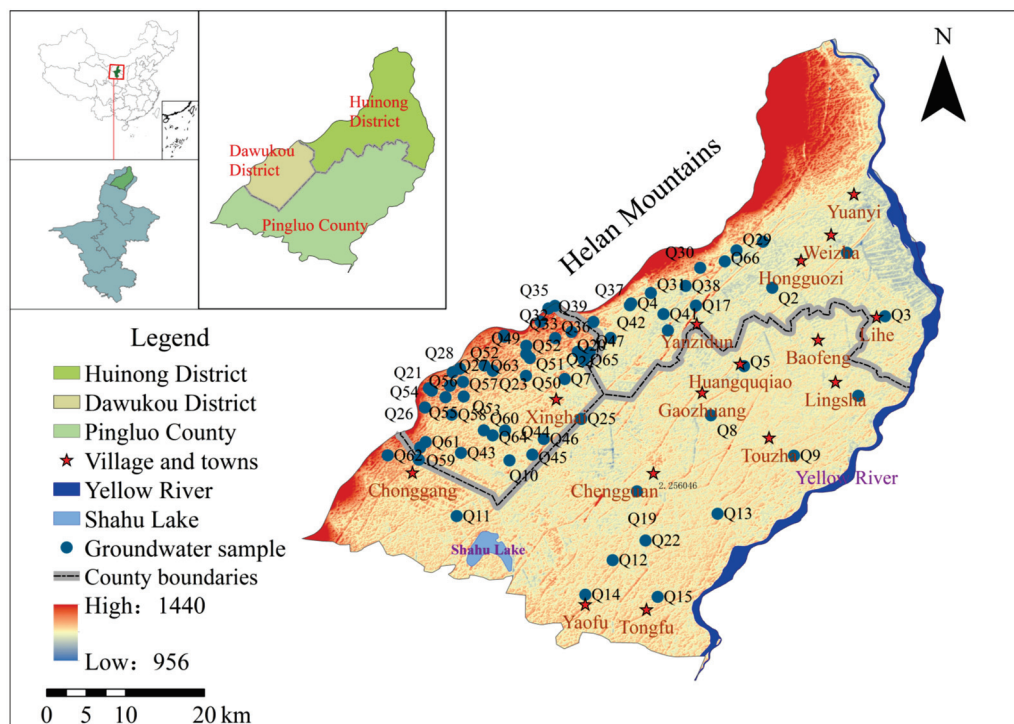 Huinong
District
Dawukou
District
Pingluo County
N
Helan Mountains
Yuanyi
Weizha
Q29
Q30
Q66
Hongguozi
Q35
Q39
Q37
Q31
Q38
Q4
Q17
Q2
Q33
Q36
Q42
Q41
Yanzidun
Q3
Lihe
Q49
Q52
Q47
Baofeng
Q28
Q52
Q27
Q63
Q51
Q65
Q5
Q21
Q56
Q57
Q23
Q50
Q7
Huangquqiao
Q54
Lingsha
Q26
Q55
Q58
Q53
Xinghai
Gaozhuang
Q60
Q25
Q8
Q61
Q64
Q44
Q46
Touzha
Q62
Q59
Q43
Q45
Q9
Chonggang
Q10
Chengguan
2.256046
Yellow River
Q11
Q19
Q13
Shahu Lake
Q22
Q12
Q14
Q15
Yaofu
Tongfu
Legend
Huinong District
Dawukou District
Pingluo County
Village and towns
Yellow River
Shahu Lake
Groundwater sample
County boundaries
High：1440
Low：956
0 5 10 20 km